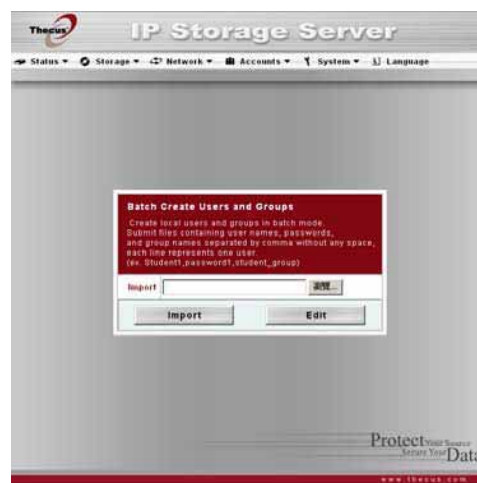 Thecus
IP Storage Server
Status Storage Network Accounts System Language
Batch Create Users and Groups
Create local users and groups in batch mode.
Submit files containing user names, passwords,
and group names separated by comma without any space,
each line represents one user.
(ex. Student1,password1,student_group)
Import 瀏覽...
Import Edit
Protect Your Source
Secure Your Data
www.thecus.com